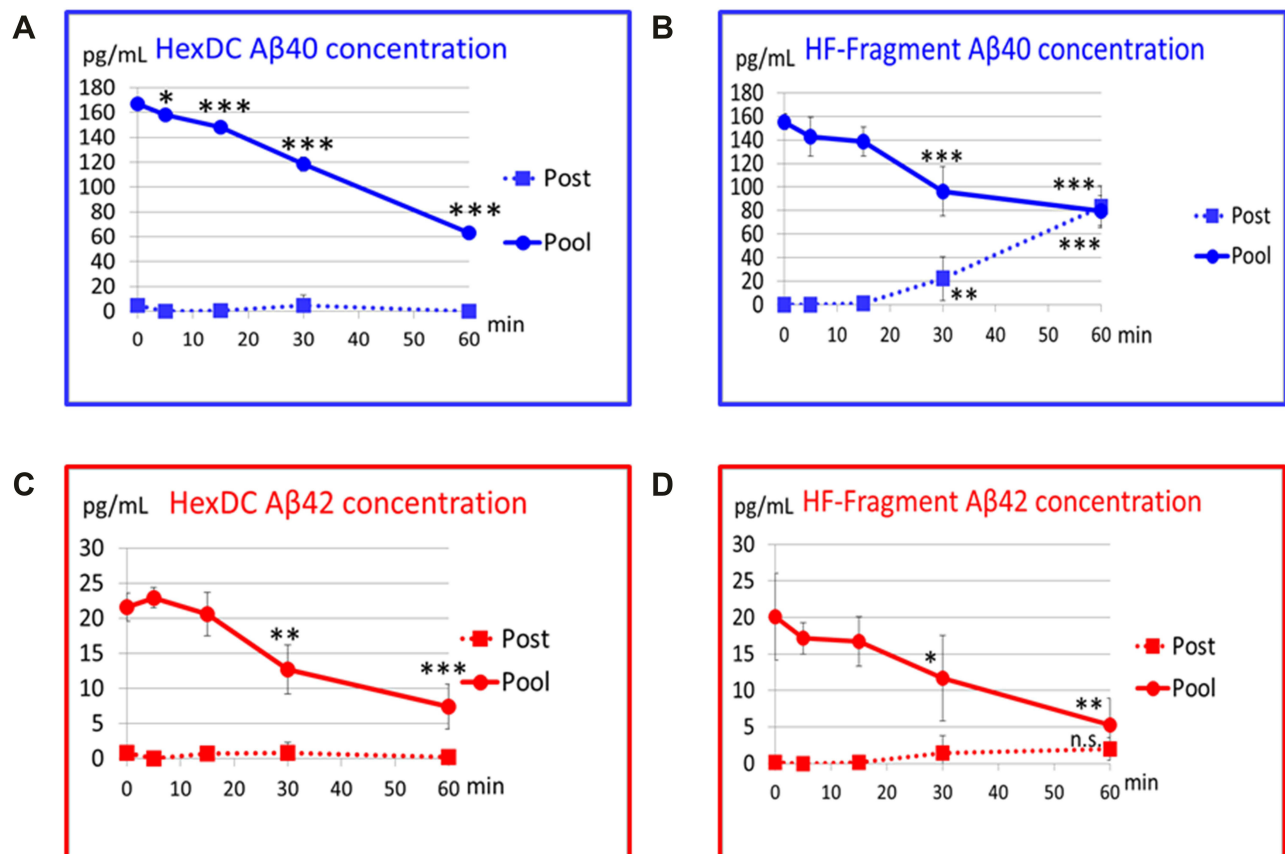 A
HexDC Aβ40 concentration
pg/mL
180
160
140
120
100
80
60
40
20
0
* *** *** ***
0 10 20 30 40 50 60 min
Post
Pool
B
HF-Fragment Aβ40 concentration
pg/mL
180
160
140
120
100
80
60
40
20
0
*** ***
***
**
0 10 20 30 40 50 60 min
Post
Pool
C
HexDC Aβ42 concentration
pg/mL
30
25
20
15
10
5
0
** ***
0 10 20 30 40 50 60 min
Post
Pool
D
HF-Fragment Aβ42 concentration
pg/mL
30
25
20
15
10
5
0
* **
n.s.
0 10 20 30 40 50 60 min
Post
Pool